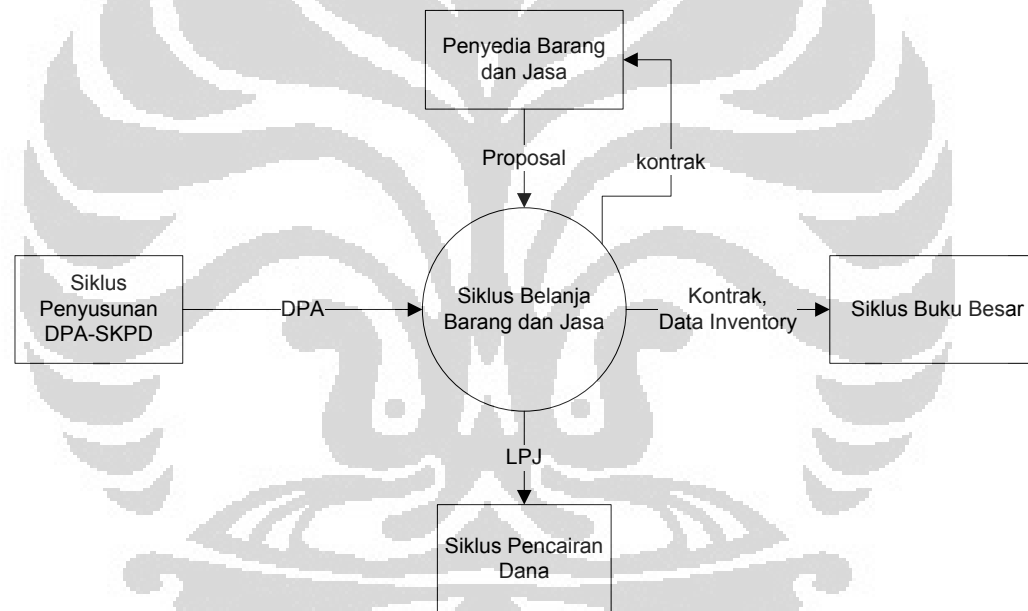 Penyedia Barang
dan Jasa
Proposal
kontrak
Siklus
Penyusunan
DPA-SKPD
DPA
Siklus Belanja
Barang dan Jasa
Kontrak,
Data Inventory
Siklus Buku Besar
LPJ
Siklus Pencairan
Dana